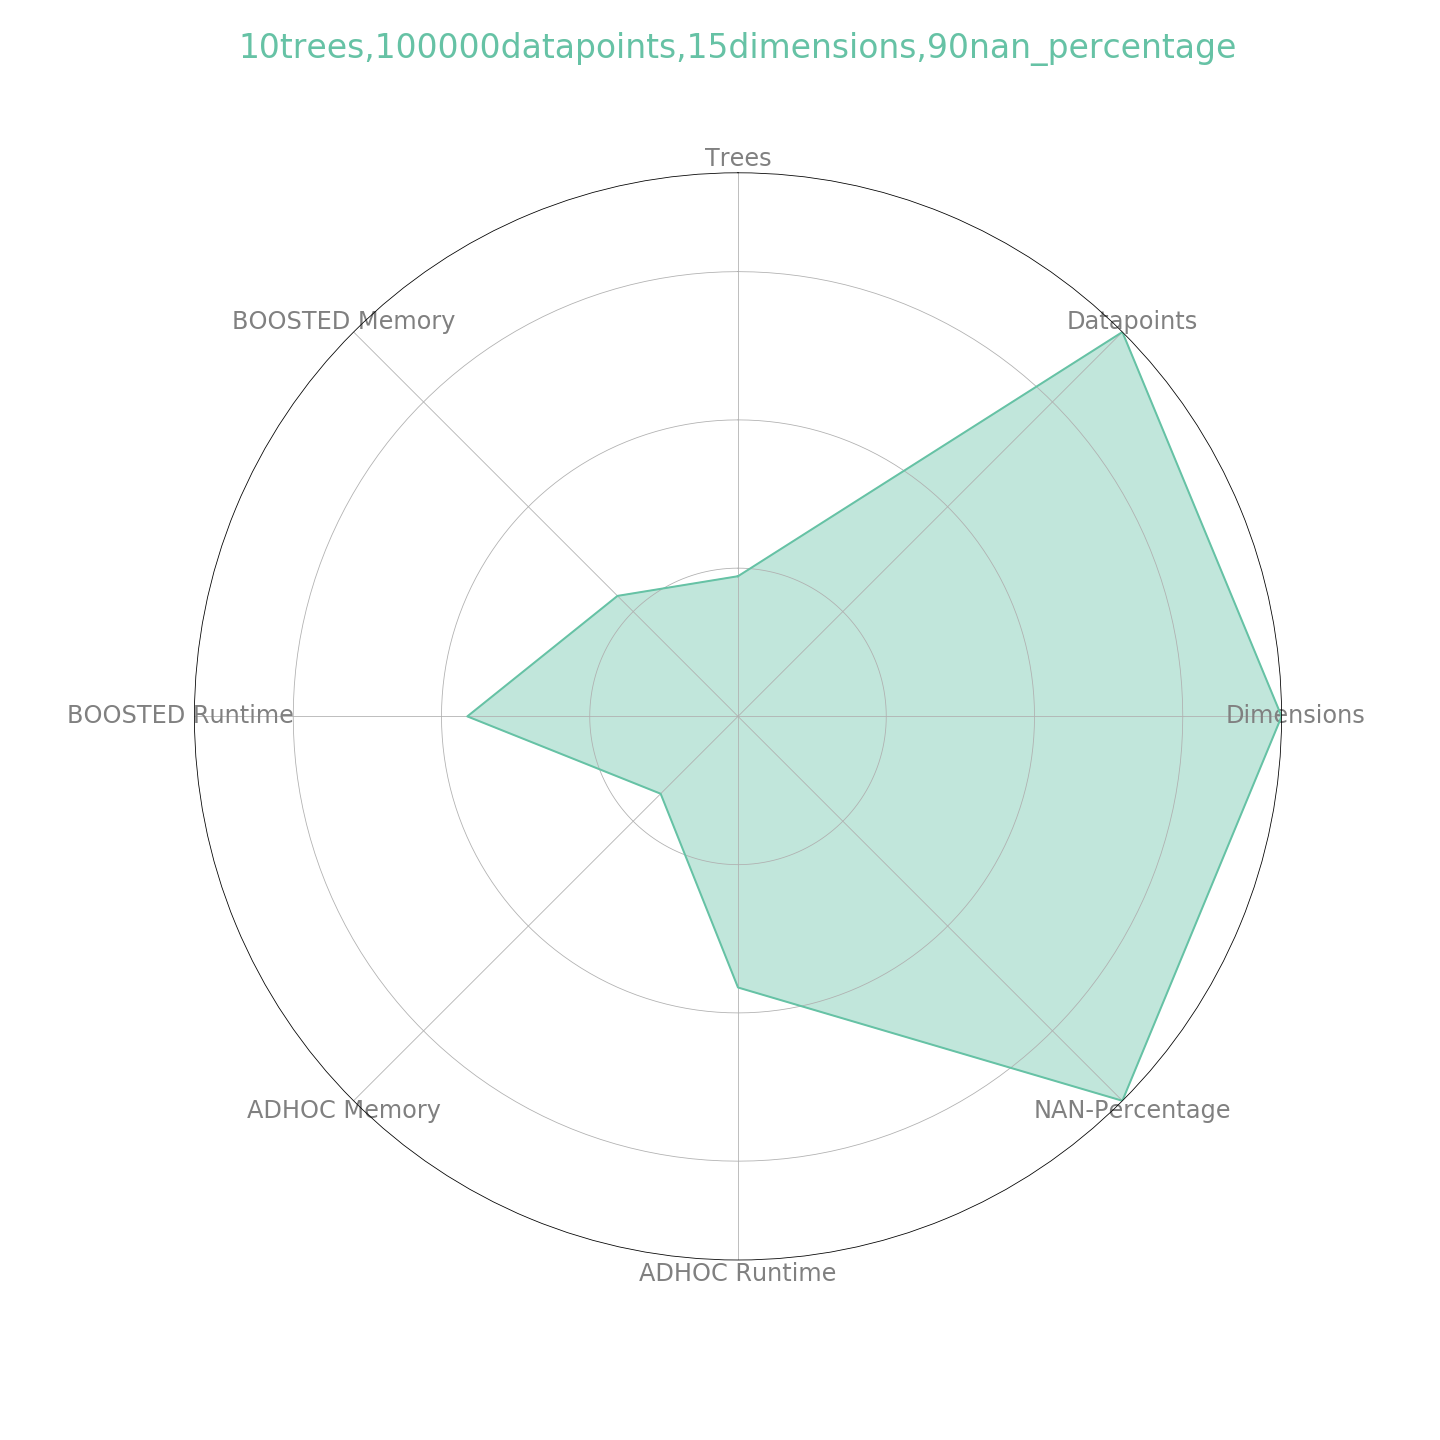 10trees,100000datapoints,15dimensions,90nan_percentage
Trees
BOOSTED Memory
Datapoints
BOOSTED Runtime
Dimensions
ADHOC Memory
NAN-Percentage
ADHOC Runtime